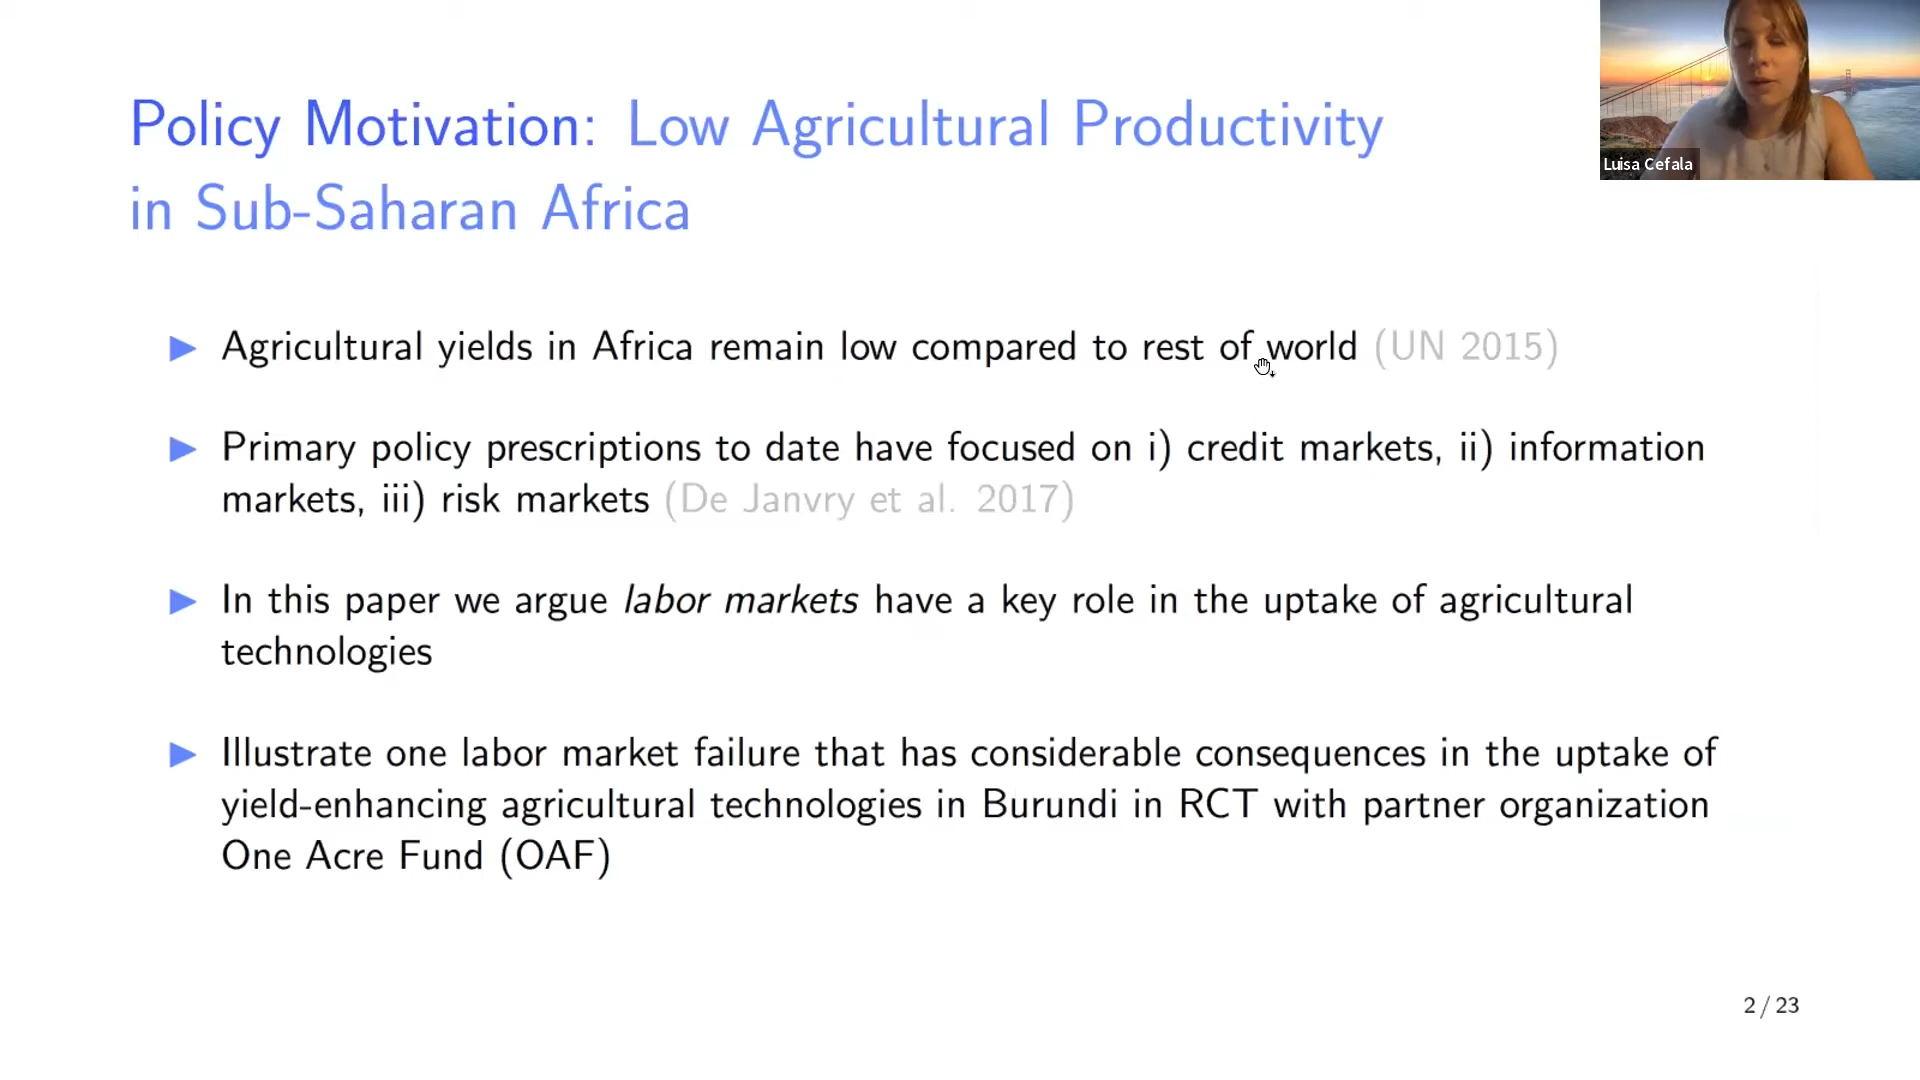 Policy Motivation: Low Agricultural Productivity
in Sub-Saharan Africa
Luisa Cefala
▶ Agricultural yields in Africa remain low compared to rest of world (UN 2015)
▶ Primary policy prescriptions to date have focused on i) credit markets, ii) information
markets, iii) risk markets (De Janvry et al. 2017)
▶ In this paper we argue labor markets have a key role in the uptake of agricultural
technologies
▶ Illustrate one labor market failure that has considerable consequences in the uptake of
yield-enhancing agricultural technologies in Burundi in RCT with partner organization
One Acre Fund (OAF)
2 / 23